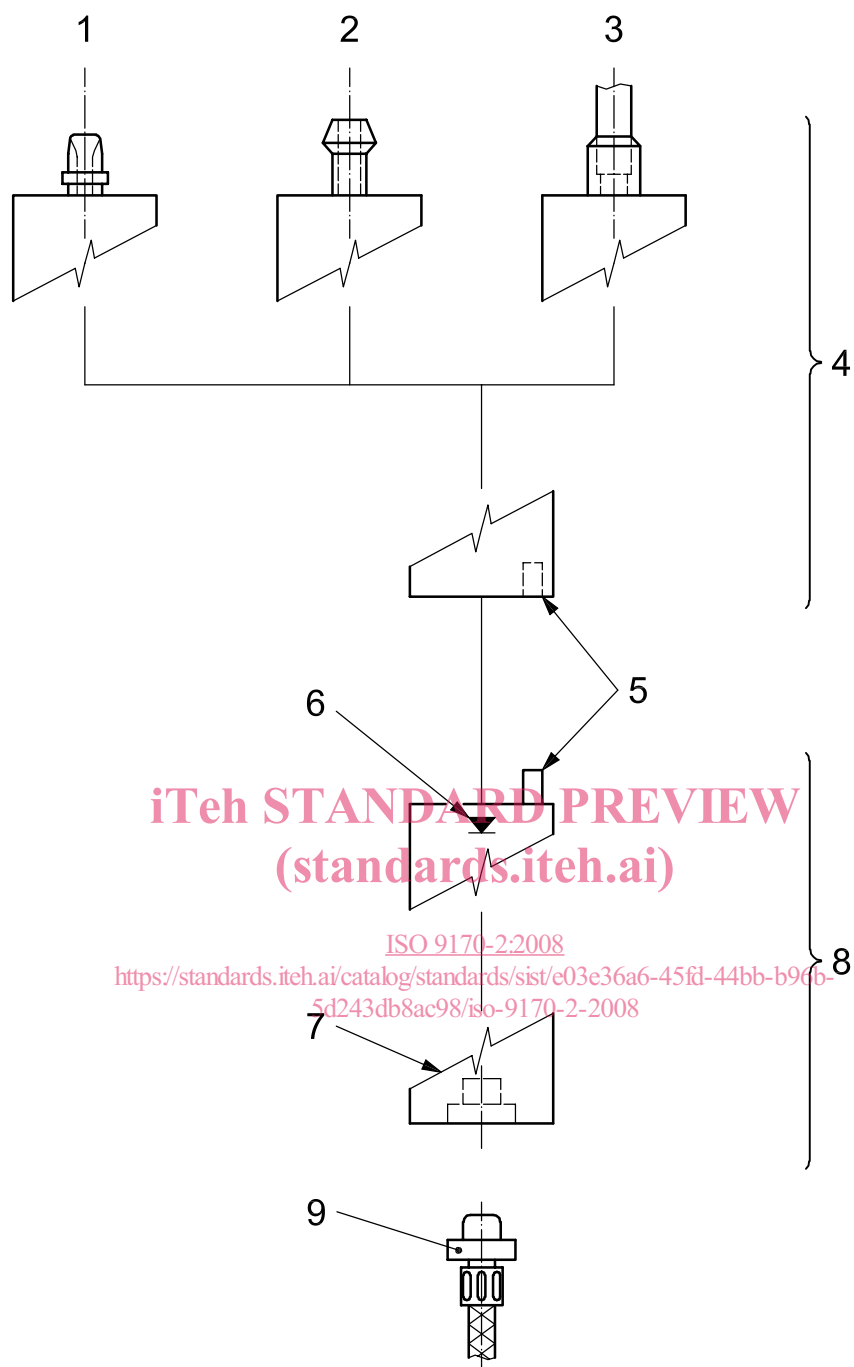 1 2 3
4
5
6
iTeh STANDARD PREVIEW
(standards.iteh.ai)
ISO 9170-2:2008
8
https://standards.iteh.ai/catalog/standards/sist/e03e36a6-45fd-44bb-b96b-
5d243db8ac98/iso-9170-2-2008
7
9